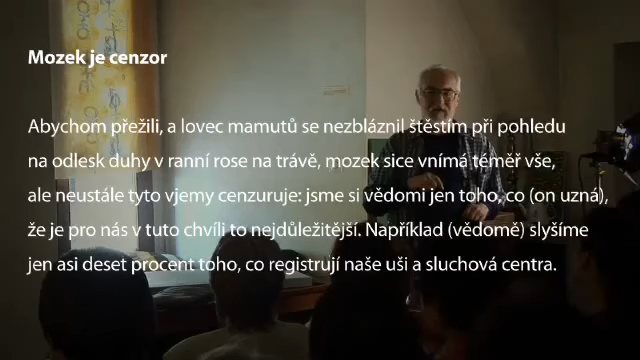 Mozek je cenzor
Abychom přežili, a lovec mamutů se nezbláznil štěstím při pohledu
na odlesk duhy v ranní rose na trávě, mozek sice vnímá téměř vše,
ale neustále tyto vjemy cenzuruje: jsme si vědomi jen toho, co (on uzná),
že je pro nás v tuto chvíli to nejdůležitější. Například (vědomě) slyšíme
jen asi deset procent toho, co registrují naše uši a sluchová centra.